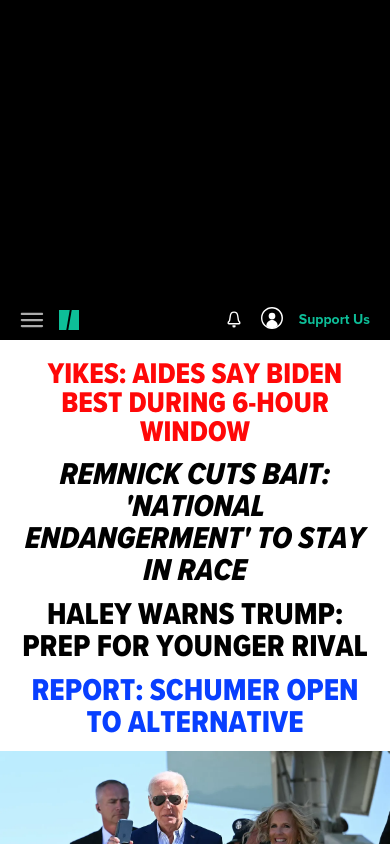 Support Us
YIKES: AIDES SAY BIDEN
BEST DURING 6-HOUR
WINDOW
REMNICK CUTS BAIT:
'NATIONAL
ENDANGERMENT' TO STAY
IN RACE
HALEY WARNS TRUMP:
PREP FOR YOUNGER RIVAL
REPORT: SCHUMER OPEN
TO ALTERNATIVE